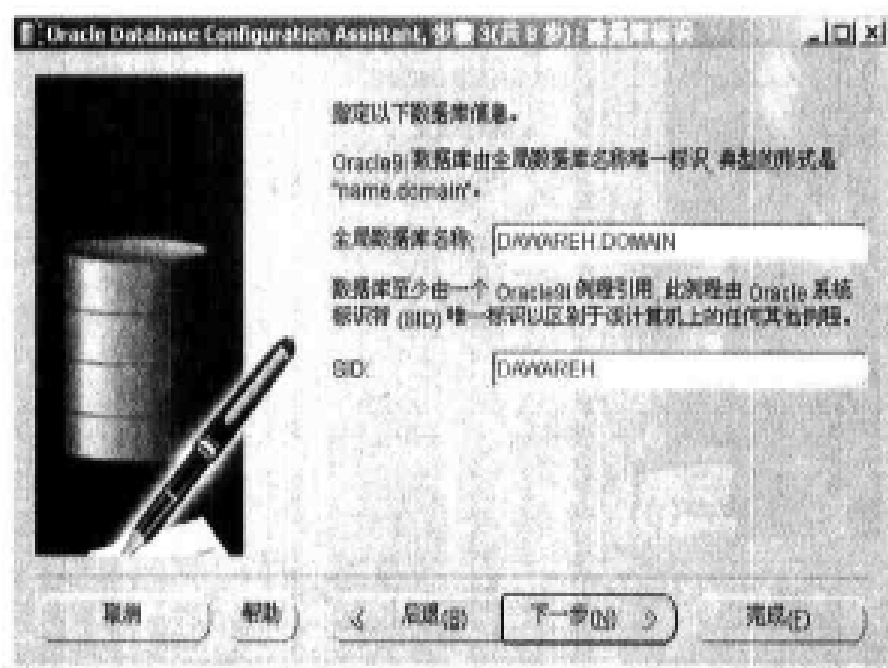 Oracle Database Configuration Assistant, 步骤 3(共 8 步) : 数据库标识
指定以下数据库信息。
Oracle9i 数据库由全局数据库名称唯一标识, 典型的形式是
"name.domain"。
全局数据库名称:
DAWAREH.DOMAIN
数据库至少由一个 Oracle9i 例程引用, 此例程由 Oracle 系统
标识符 (SID) 唯一标识以区别于该计算机上的任何其他例程。
SID:
DAWAREH
取消
帮助
后退(B)
下一步(N)
完成(F)